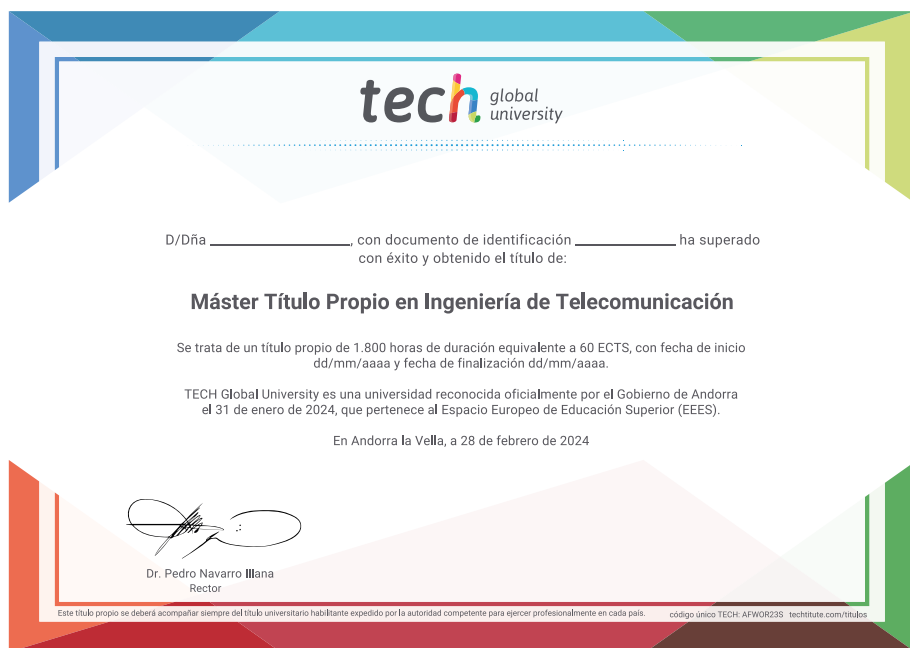 tech global university
D/Dña ______________, con documento de identificación __________ ha superado
con éxito y obtenido el título de:
Máster Título Propio en Ingeniería de Telecomunicación
Se trata de un título propio de 1.800 horas de duración equivalente a 60 ECTS, con fecha de inicio
dd/mm/aaaa y fecha de finalización dd/mm/aaaa.
TECH Global University es una universidad reconocida oficialmente por el Gobierno de Andorra
el 31 de enero de 2024, que pertenece al Espacio Europeo de Educación Superior (EEES).
En Andorra la Vella, a 28 de febrero de 2024
Dr. Pedro Navarro Illana
Rector
Este título propio se deberá acompañar siempre del título universitario habilitante expedido por la autoridad competente para ejercer profesionalmente en cada país.
código único TECH: AFWOR23S techtitute.com/titulos